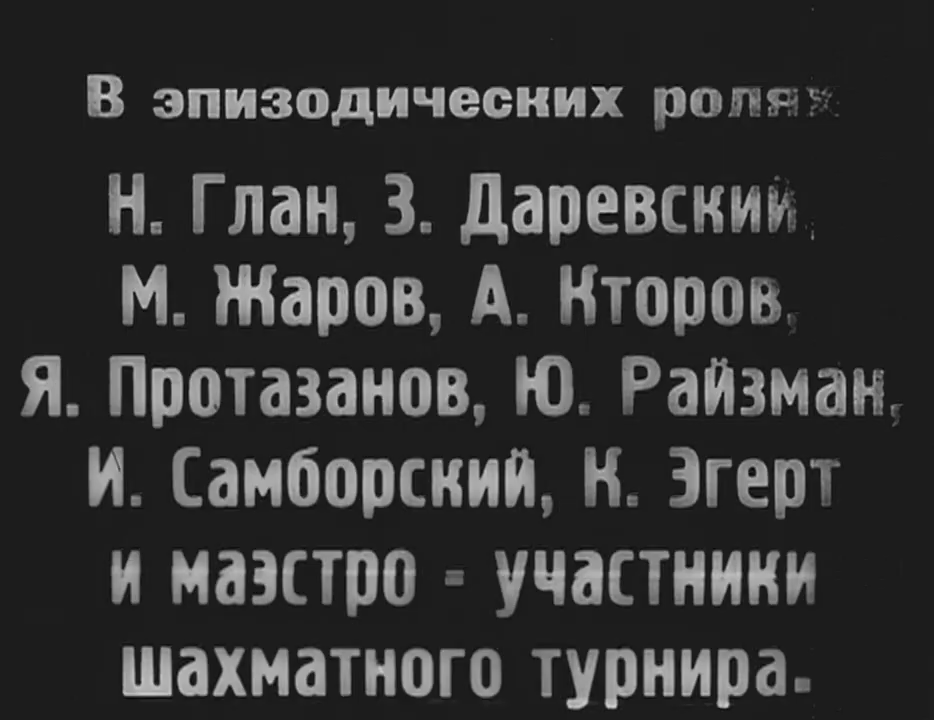 В эпизодических ролях
Н. Глан, З. Даревский,
М. Жаров, А. Кторов,
Я. Протазанов, Ю. Райзман,
И. Самборский, К. Эгерт
и маэстро - участники
шахматного турнира.